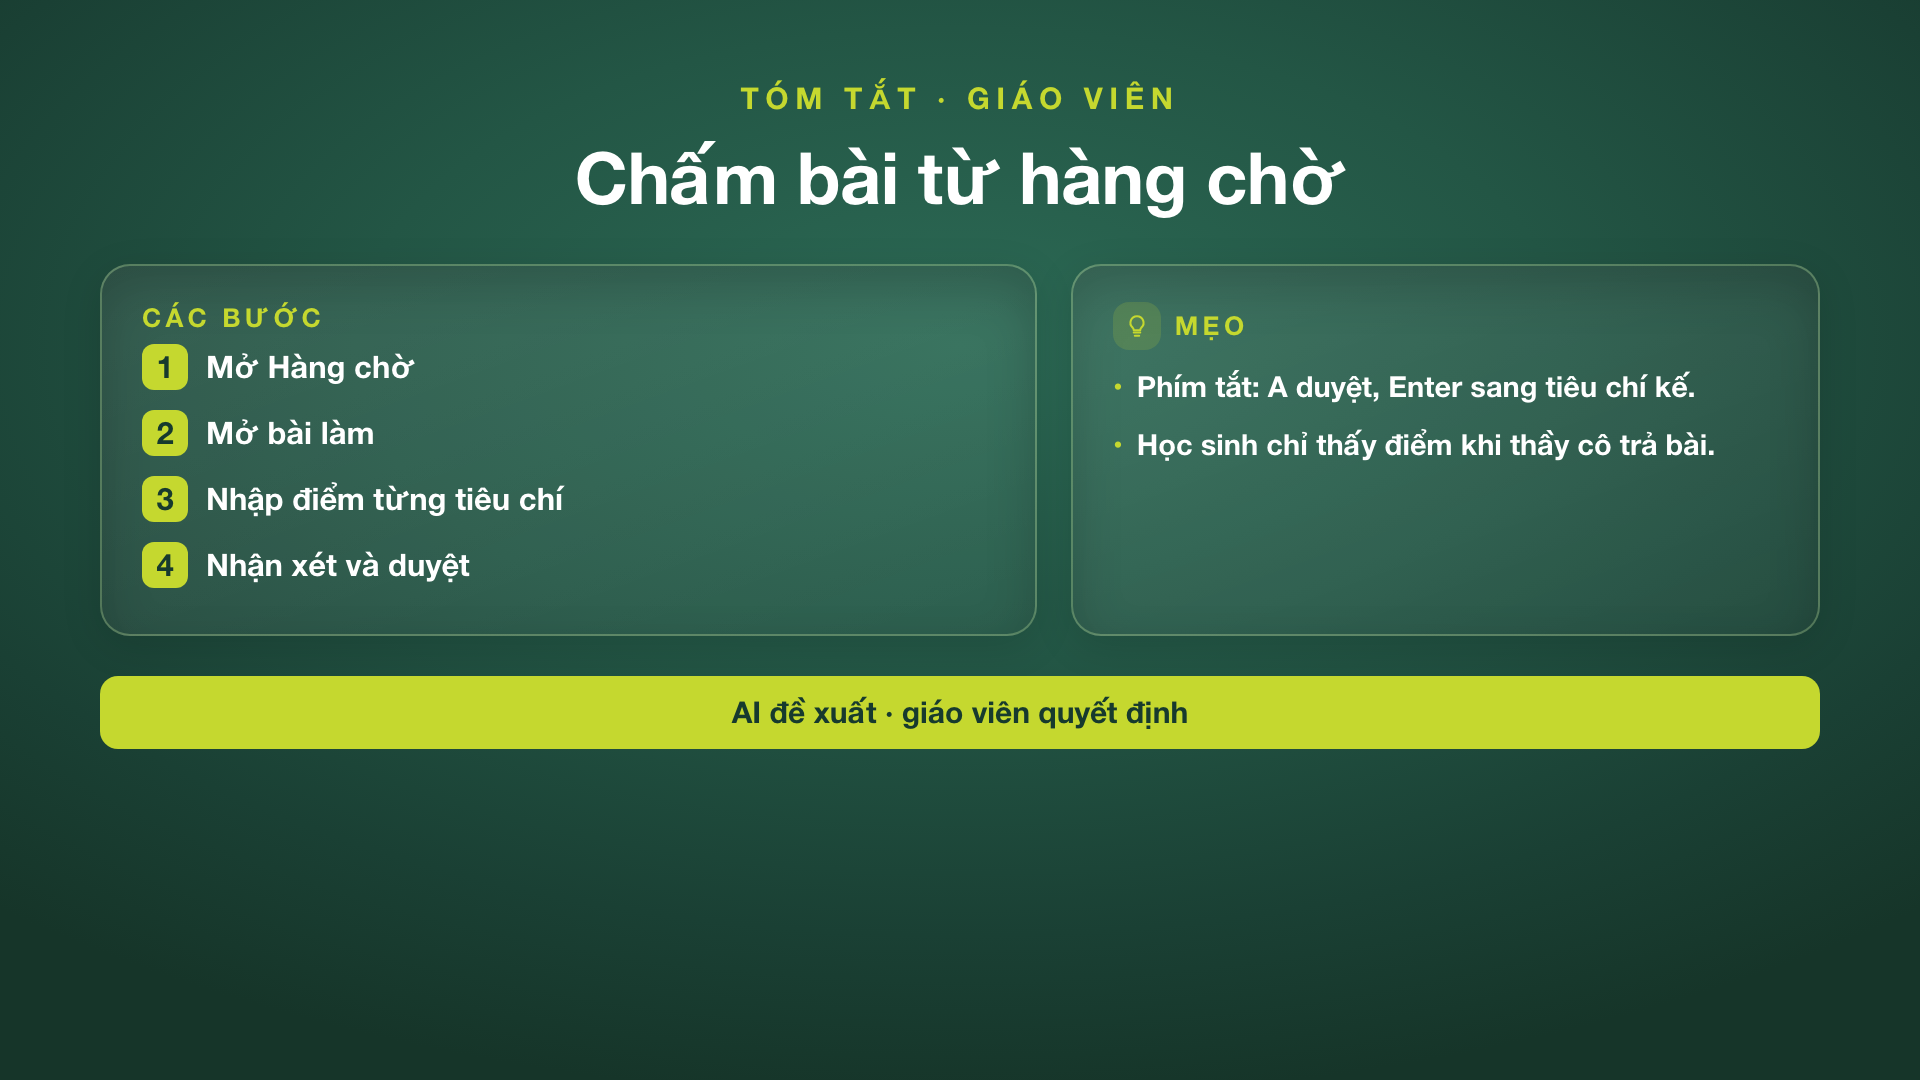 TÓM TẮT · GIÁO VIÊN
Chấm bài từ hàng chờ
CÁC BƯỚC
1 Mở Hàng chờ
2 Mở bài làm
3 Nhập điểm từng tiêu chí
4 Nhận xét và duyệt
MẸO
• Phím tắt: A duyệt, Enter sang tiêu chí kế.
• Học sinh chỉ thấy điểm khi thầy cô trả bài.
AI đề xuất · giáo viên quyết định